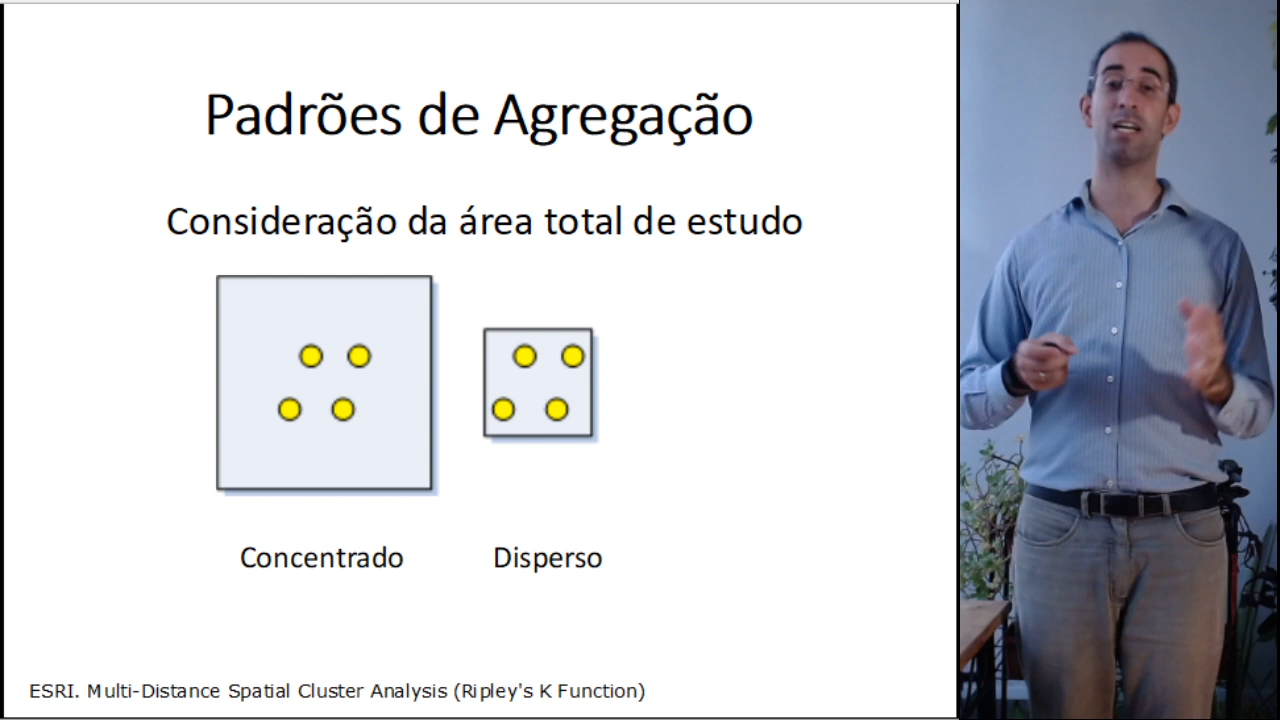 Padrões de Agregação
Consideração da área total de estudo
Concentrado Disperso
ESRI. Multi-Distance Spatial Cluster Analysis (Ripley's K Function)